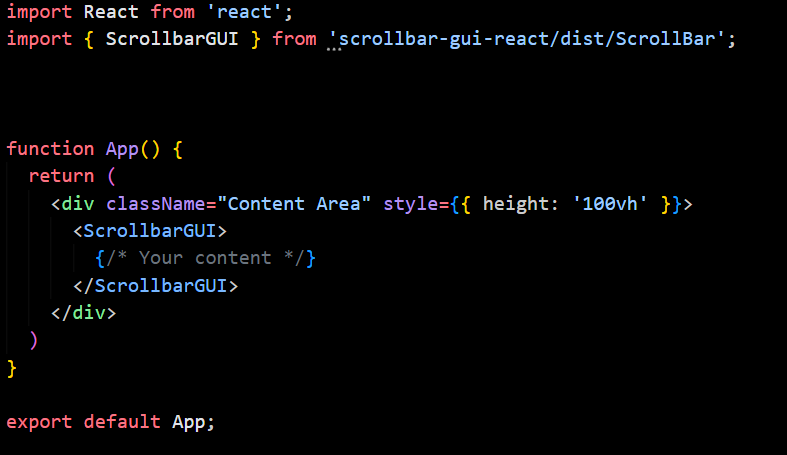 import React from 'react';
import { ScrollbarGUI } from 'scrollbar-gui-react/dist/ScrollBar';
function App() {
  return (
    <div className="Content Area" style={{ height: '100vh' }}>
      <ScrollbarGUI>
        {/* Your content */}
      </ScrollbarGUI>
    </div>
  )
}
export default App;